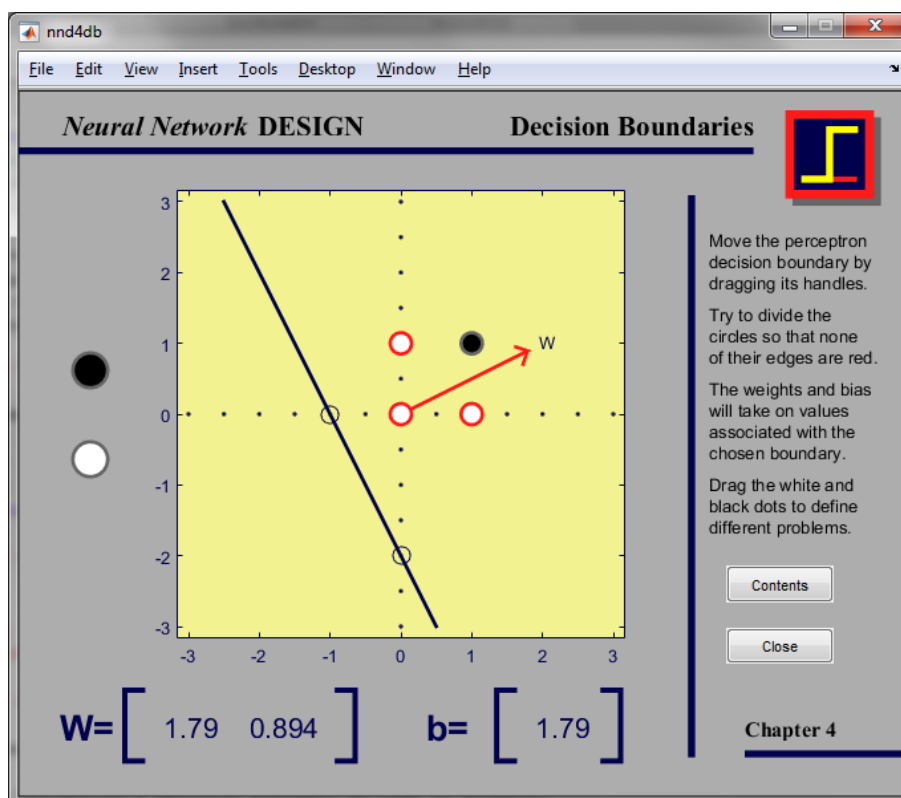 nnd4db
File Edit View Insert Tools Desktop Window Help
Neural Network DESIGN
Decision Boundaries
3
2
1
0
-1
-2
-3
-3 -2 -1 0 1 2 3
W
Move the perceptron
decision boundary by
dragging its handles.
Try to divide the
circles so that none
of their edges are red.
The weights and bias
will take on values
associated with the
chosen boundary.
Drag the white and
black dots to define
different problems.
Contents
Close
W= [ 1.79 0.894 ]
b= [ 1.79 ]
Chapter 4